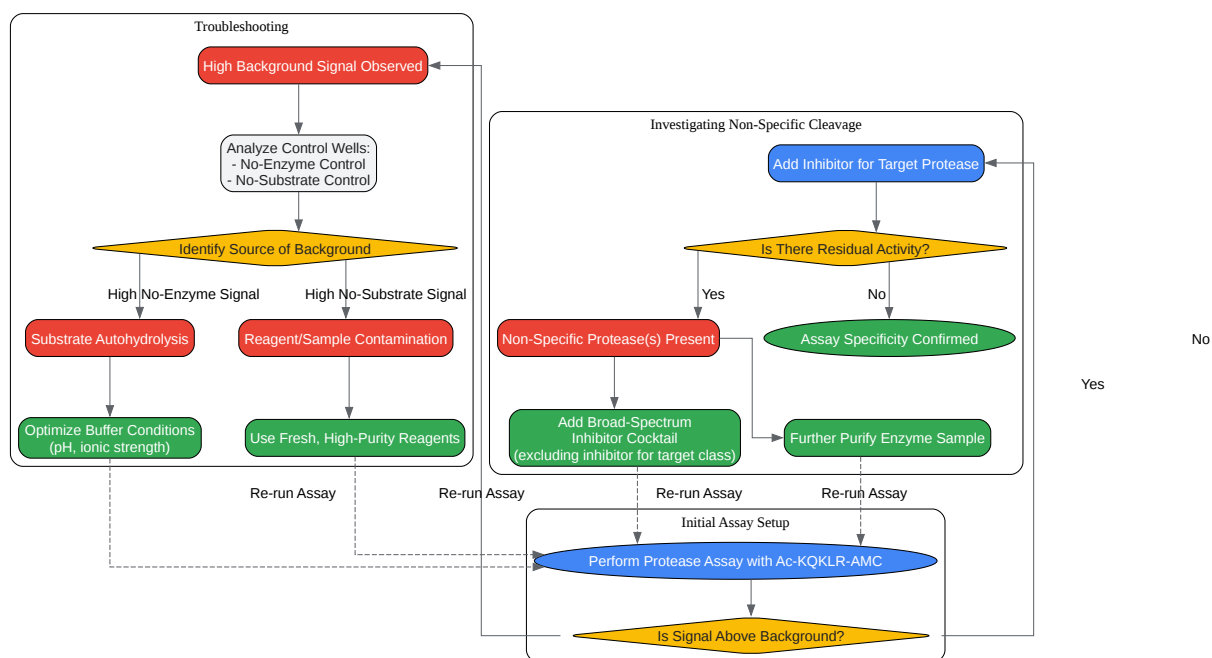 Troubleshooting
High Background Signal Observed
Analyze Control Wells:
- No-Enzyme Control
- No-Substrate Control
Identify Source of Background
High No-Enzyme Signal
High No-Substrate Signal
Substrate Autohydrolysis
Reagent/Sample Contamination
Optimize Buffer Conditions
(pH, ionic strength)
Use Fresh, High-Purity Reagents
Investigating Non-Specific Cleavage
Add Inhibitor for Target Protease
Is There Residual Activity?
Yes
No
Non-Specific Protease(s) Present
Assay Specificity Confirmed
Add Broad-Spectrum
Inhibitor Cocktail
(excluding inhibitor for target class)
Further Purify Enzyme Sample
No
Yes
Re-run Assay
Re-run Assay
Re-run Assay
Re-run Assay
Initial Assay Setup
Perform Protease Assay with Ac-KQKLR-AMC
Is Signal Above Background?